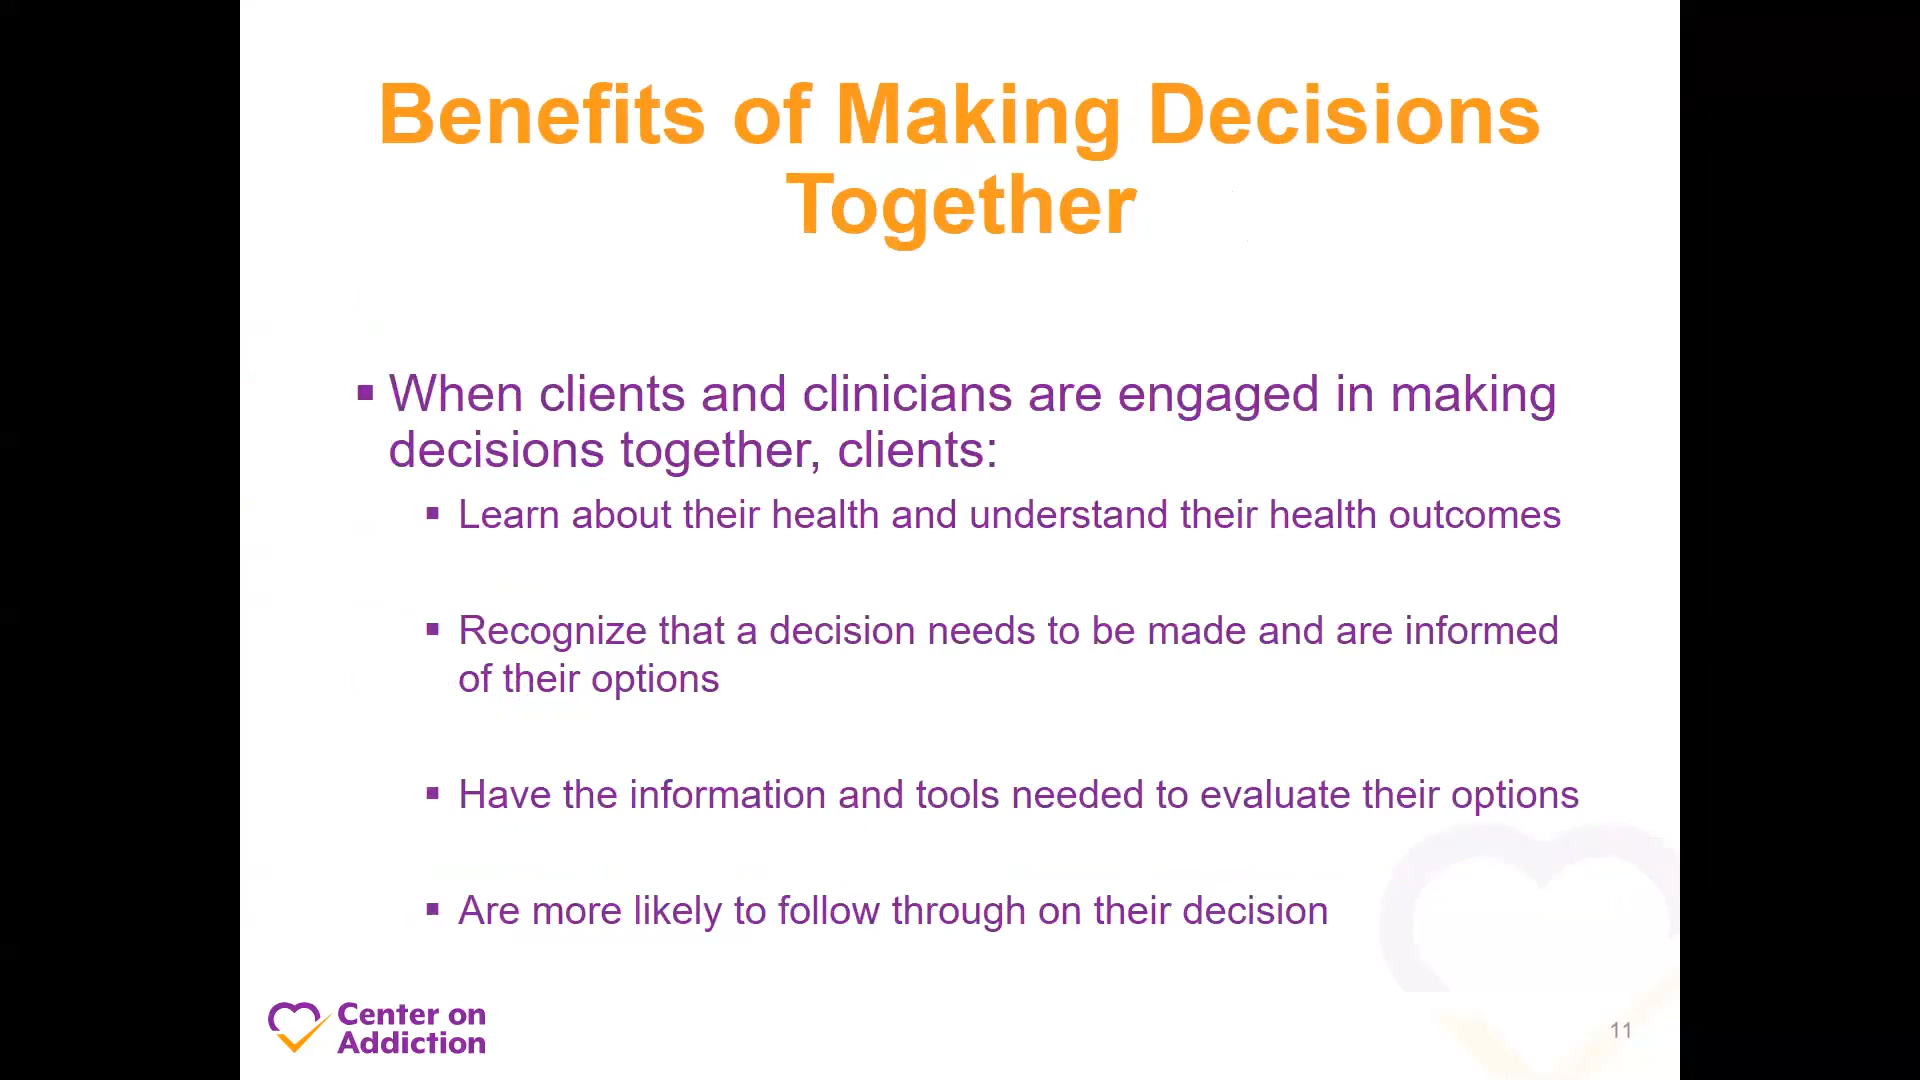 Benefits of Making Decisions
Together
▪ When clients and clinicians are engaged in making
decisions together, clients:
▪ Learn about their health and understand their health outcomes
▪ Recognize that a decision needs to be made and are informed
of their options
▪ Have the information and tools needed to evaluate their options
▪ Are more likely to follow through on their decision
Center on
Addiction
11